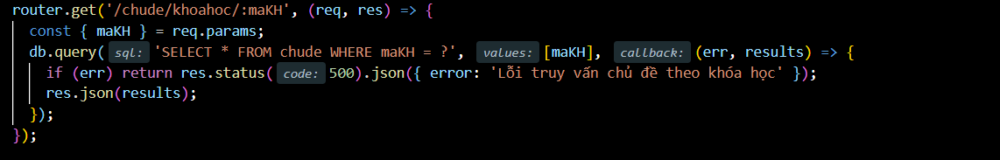 router.get('/chude/khoahoc/:maKH', (req, res) => {
const { maKH } = req.params;
db.query( sql: 'SELECT * FROM chude WHERE maKH = ?', values: [maKH], callback: (err, results) => {
if (err) return res.status( code: 500).json({ error: 'Lỗi truy vấn chủ đề theo khóa học' });
res.json(results);
});
});